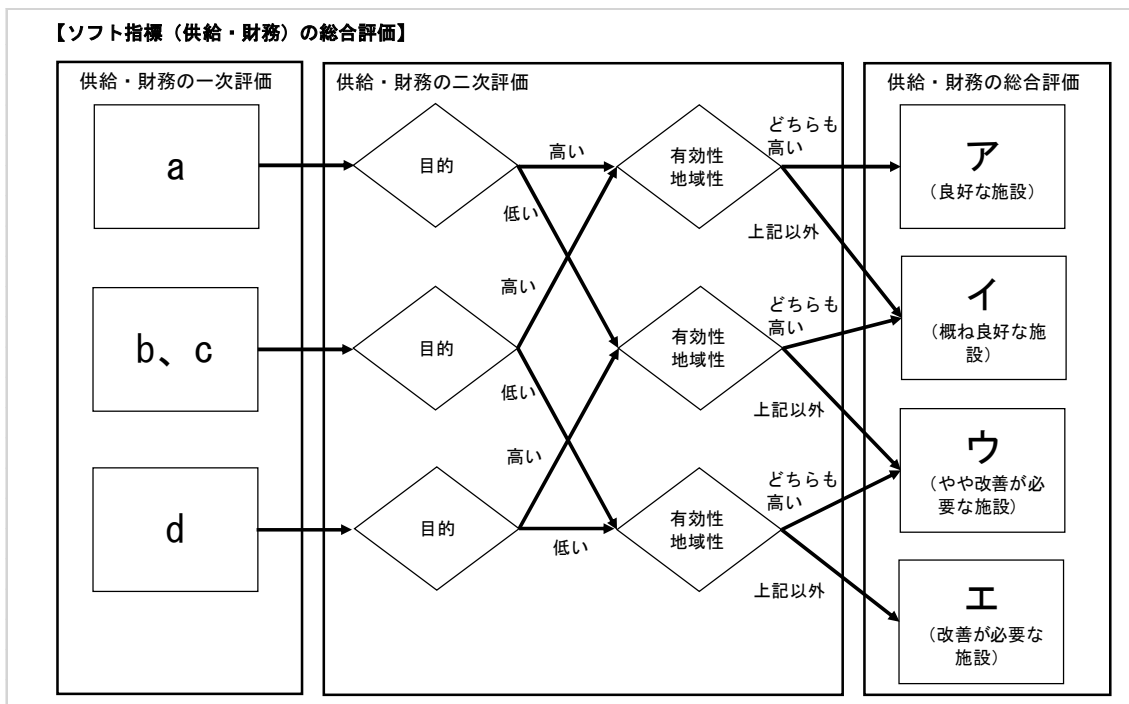 【ソフト指標（供給・財務）の総合評価】
供給・財務の一次評価
a
b、c
d
供給・財務の二次評価
目的
高い
低い
有効性
地域性
どちらも
高い
上記以外
目的
高い
低い
有効性
地域性
どちらも
高い
上記以外
目的
高い
低い
有効性
地域性
どちらも
高い
上記以外
供給・財務の総合評価
ア
（良好な施設）
イ
（概ね良好な施
設）
ウ
（やや改善が必
要な施設）
エ
（改善が必要な
施設）